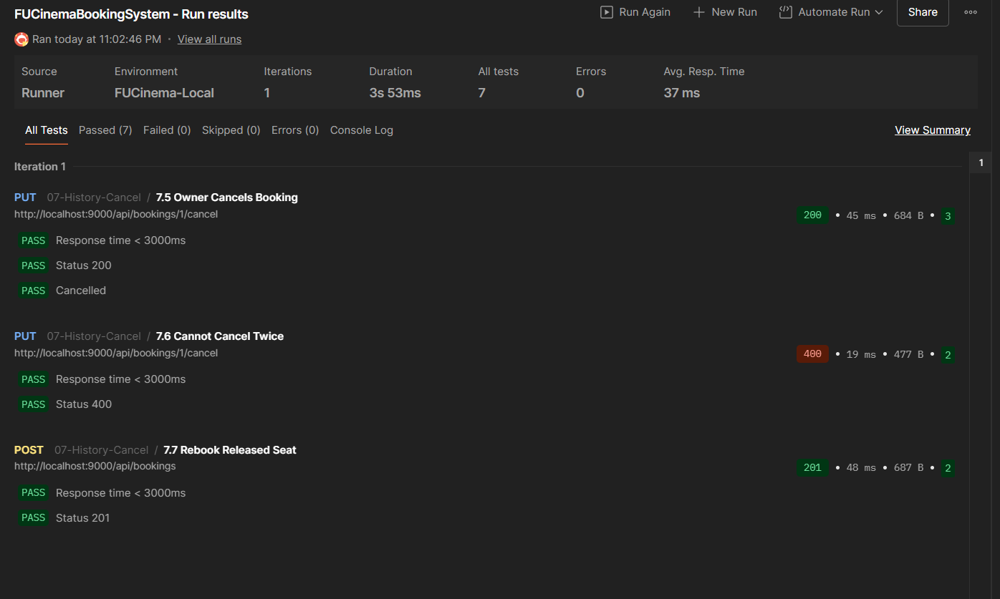 FUCinemaBookingSystem - Run results
Run Again
New Run
Automate Run
Share
Ran today at 11:02:46 PM · View all runs
Source Environment Iterations Duration All tests Errors Avg. Resp. Time
Runner FUCinema-Local 1 3s 53ms 7 0 37 ms
All Tests Passed (7) Failed (0) Skipped (0) Errors (0) Console Log View Summary
Iteration 1
1
PUT 07-History-Cancel / 7.5 Owner Cancels Booking
http://localhost:9000/api/bookings/1/cancel
200 • 45 ms • 684 B • 3
PASS Response time < 3000ms
PASS Status 200
PASS Cancelled
PUT 07-History-Cancel / 7.6 Cannot Cancel Twice
http://localhost:9000/api/bookings/1/cancel
400 • 19 ms • 477 B • 2
PASS Response time < 3000ms
PASS Status 400
POST 07-History-Cancel / 7.7 Rebook Released Seat
http://localhost:9000/api/bookings
201 • 48 ms • 687 B • 2
PASS Response time < 3000ms
PASS Status 201